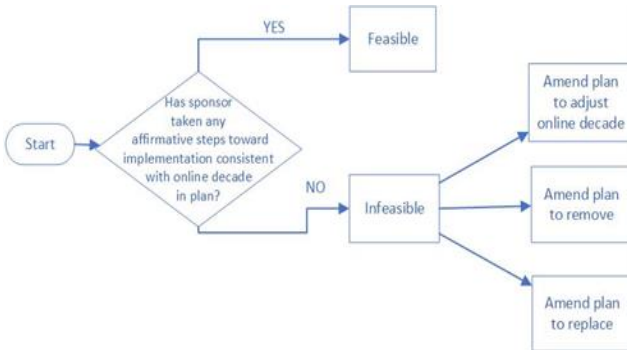 YES
Feasible
Has sponsor
taken any
affirmative steps toward
implementation consistent
with online decade
in plan?
Start
NO
Infeasible
Amend plan
to adjust
online decade
Amend plan
to remove
Amend plan
to replace